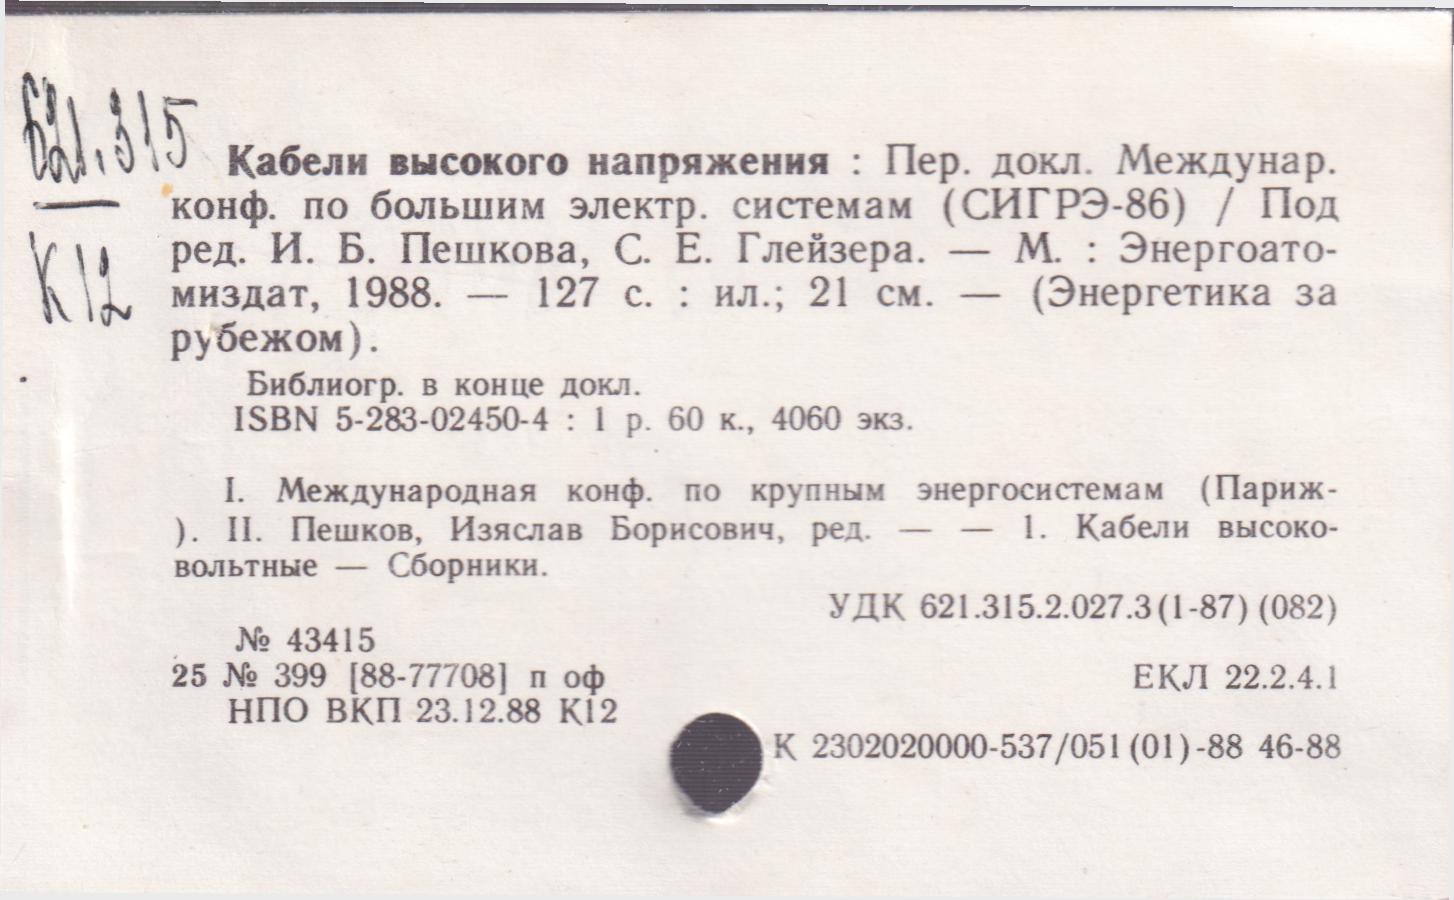 621.315
К12
Кабели высокого напряжения : Пер. докл. Междунар.
конф. по большим электр. системам (СИГРЭ-86) / Под
ред. И. Б. Пешкова, С. Е. Глейзера. — М. : Энергоато-
миздат, 1988. — 127 с. : ил.; 21 см. — (Энергетика за
рубежом).
Библиогр. в конце докл.
ISBN 5-283-02450-4 : 1 р. 60 к., 4060 экз.
I. Международная конф. по крупным энергосистемам (Париж-
). II. Пешков, Изяслав Борисович, ред. — — 1. Кабели высоко-
вольтные — Сборники.
УДК 621.315.2.027.3(1-87)(082)
№ 43415
25 № 399 [88-77708] п оф
ЕКЛ 22.2.4.1
НПО ВКП 23.12.88 К12
К 2302020000-537/051(01)-88 46-88